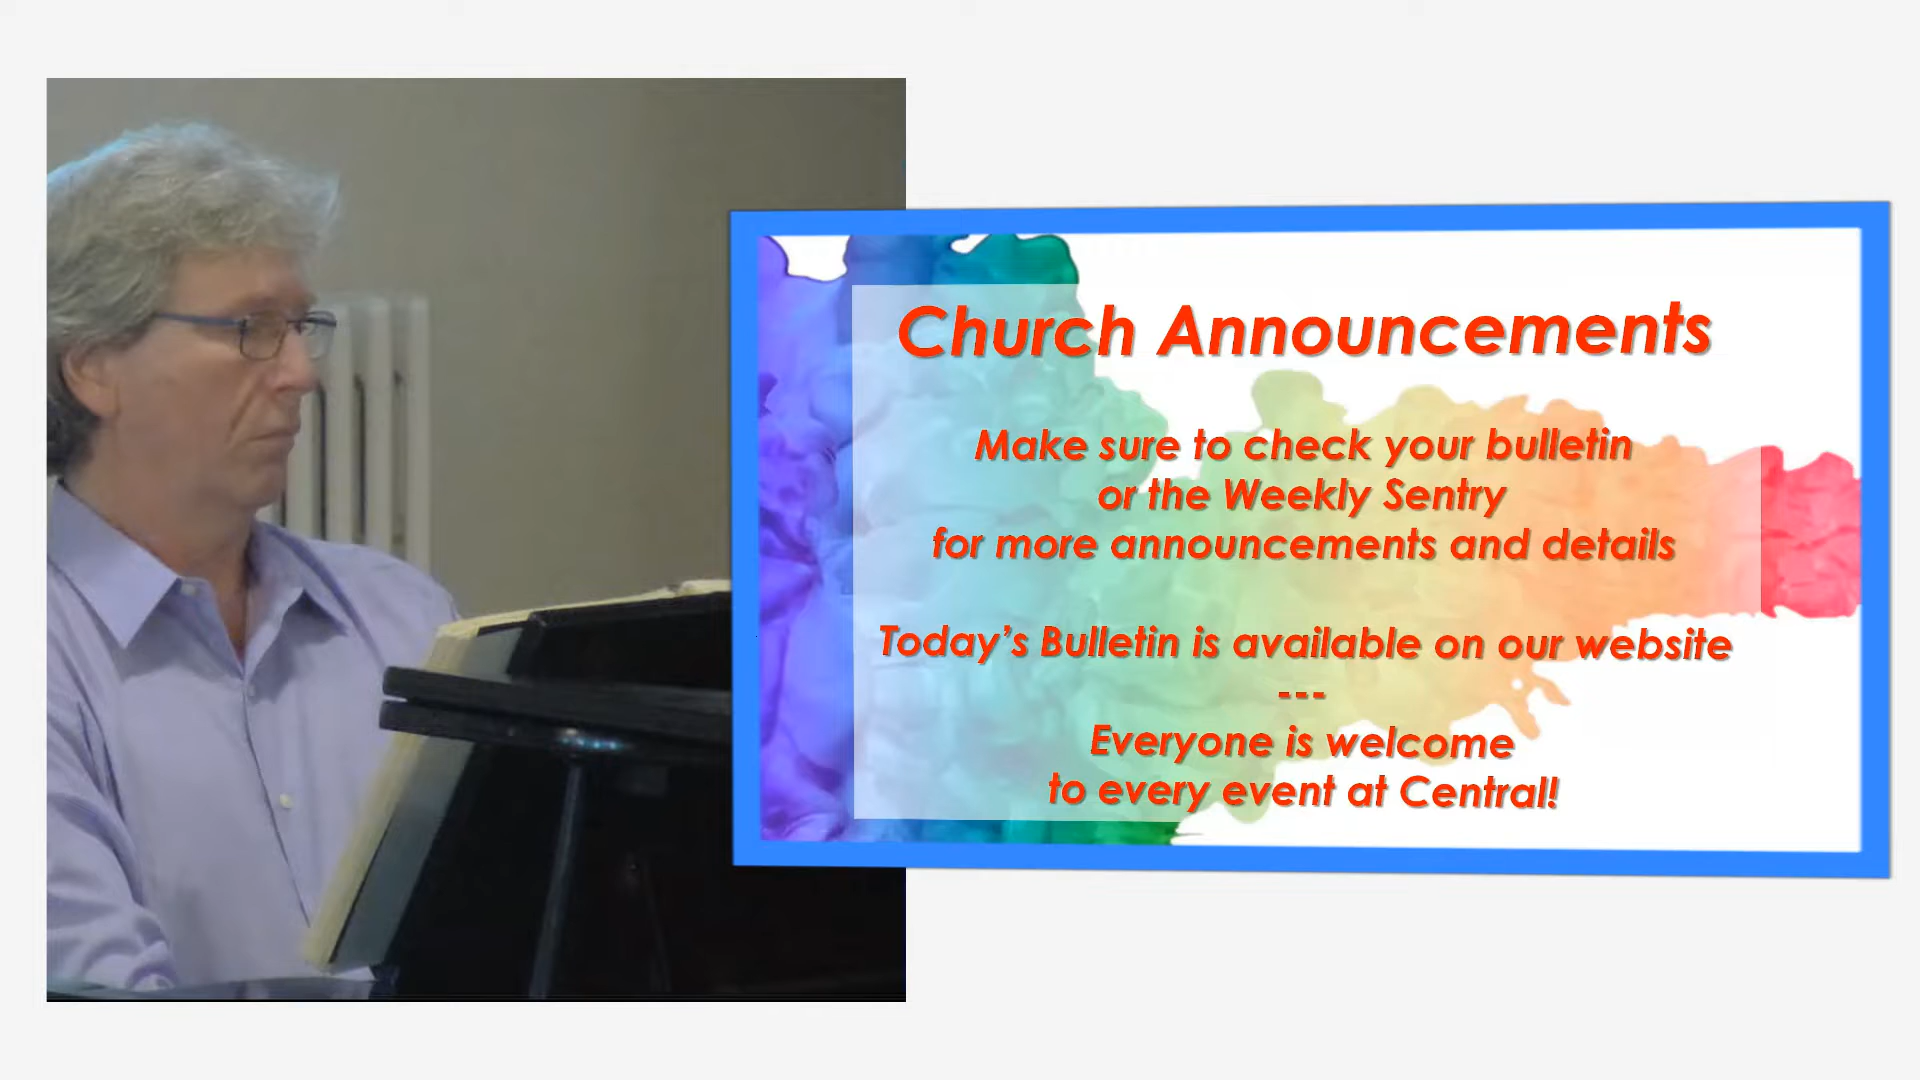 Church Announcements
Make sure to check your bulletin
or the Weekly Sentry
for more announcements and details
Today’s Bulletin is available on our website
---
Everyone is welcome
to every event at Central!